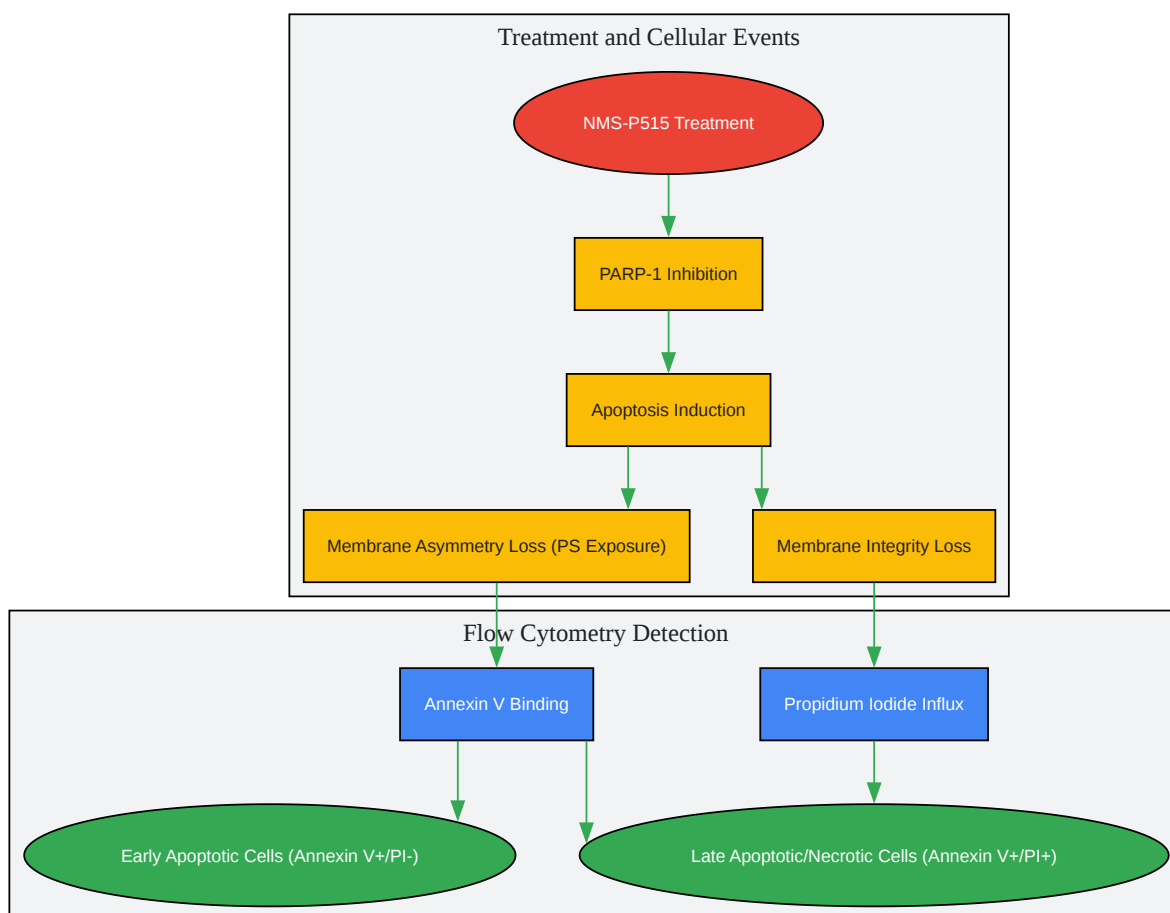 Treatment and Cellular Events
NMS-P515 Treatment
PARP-1 Inhibition
Apoptosis Induction
Membrane Asymmetry Loss (PS Exposure)
Membrane Integrity Loss
Flow Cytometry Detection
Annexin V Binding
Propidium Iodide Influx
Early Apoptotic Cells (Annexin V+/PI-)
Late Apoptotic/Necrotic Cells (Annexin V+/PI+)